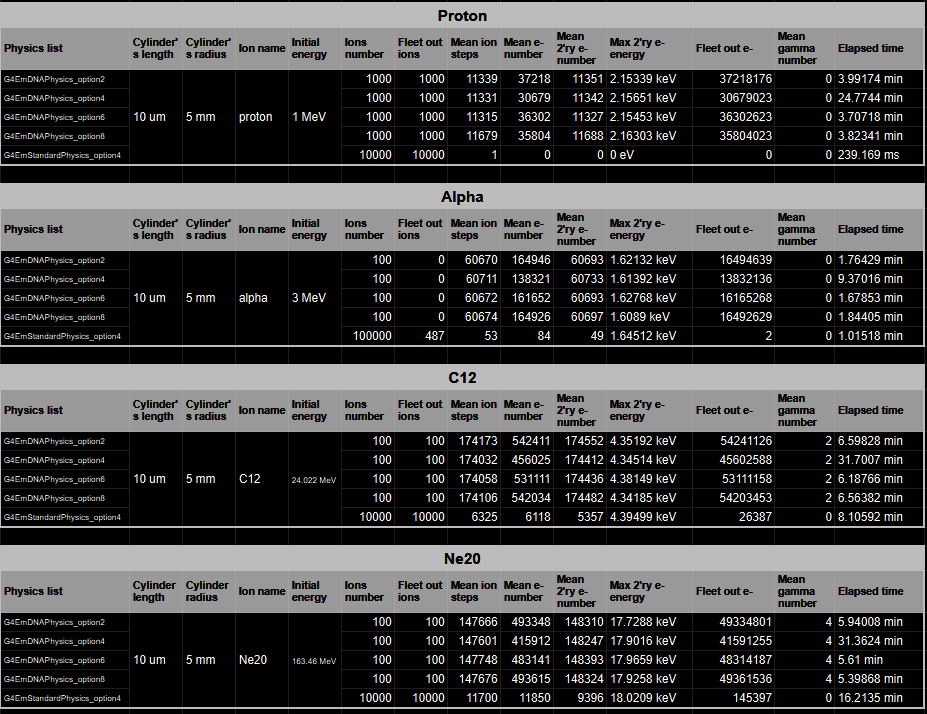 Proton
Physics list Cylinder's length Cylinder's radius Ion name Initial energy Ions number Fleet out ions Mean ion steps Mean e- number Mean 2'ry e- number Max 2'ry e- energy Fleet out e- Mean gamma number Elapsed time
G4EmDNAPhysics_option2 1000 1000 11339 37218 11351 2.15339 keV 37218176 0 3.99174 min
G4EmDNAPhysics_option4 1000 1000 11331 30679 11342 2.15651 keV 30679023 0 24.7744 min
G4EmDNAPhysics_option6 10 um 5 mm proton 1 MeV 1000 1000 11315 36302 11327 2.15453 keV 36302623 0 3.70718 min
G4EmDNAPhysics_option8 1000 1000 11679 35804 11688 2.16303 keV 35804023 0 3.82341 min
G4EmStandardPhysics_option4 10000 10000 1 0 0 0 eV 0 0 239.169 ms
Alpha
Physics list Cylinder's length Cylinder's radius Ion name Initial energy Ions number Fleet out ions Mean ion steps Mean e- number Mean 2'ry e- number Max 2'ry e- energy Fleet out e- Mean gamma number Elapsed time
G4EmDNAPhysics_option2 100 0 60670 164946 60693 1.62132 keV 16494639 0 1.76429 min
G4EmDNAPhysics_option4 100 0 60711 138321 60733 1.61392 keV 13832136 0 9.37016 min
G4EmDNAPhysics_option6 10 um 5 mm alpha 3 MeV 100 0 60672 161652 60693 1.62768 keV 16165268 0 1.67853 min
G4EmDNAPhysics_option8 100 0 60674 164926 60697 1.6089 keV 16492629 0 1.84405 min
G4EmStandardPhysics_option4 100000 487 53 84 49 1.64512 keV 2 0 1.01518 min
C12
Physics list Cylinder's length Cylinder's radius Ion name Initial energy Ions number Fleet out ions Mean ion steps Mean e- number Mean 2'ry e- number Max 2'ry e- energy Fleet out e- Mean gamma number Elapsed time
G4EmDNAPhysics_option2 100 100 174173 542411 174552 4.35192 keV 54241126 2 6.59828 min
G4EmDNAPhysics_option4 100 100 174032 456025 174412 4.34514 keV 45602588 2 31.7007 min
G4EmDNAPhysics_option6 10 um 5 mm C12 24.022 MeV 100 100 174058 531111 174436 4.38149 keV 53111158 2 6.18766 min
G4EmDNAPhysics_option8 100 100 174106 542034 174482 4.34185 keV 54203453 2 6.56382 min
G4EmStandardPhysics_option4 10000 10000 6325 6118 5357 4.39499 keV 26387 0 8.10592 min
Ne20
Physics list Cylinder length Cylinder radius Ion name Initial energy Ions number Fleet out ions Mean ion steps Mean e- number Mean 2'ry e- number Max 2'ry e- energy Fleet out e- Mean gamma number Elapsed time
G4EmDNAPhysics_option2 100 100 147666 493348 148310 17.7288 keV 49334801 4 5.94008 min
G4EmDNAPhysics_option4 100 100 147601 415912 148247 17.9016 keV 41591255 4 31.3624 min
G4EmDNAPhysics_option6 10 um 5 mm Ne20 163.46 MeV 100 100 147748 483141 148393 17.9659 keV 48314187 4 5.61 min
G4EmDNAPhysics_option8 100 100 147676 493615 148324 17.9258 keV 49361536 4 5.39868 min
G4EmStandardPhysics_option4 10000 10000 11700 11850 9396 18.0209 keV 145397 0 16.2135 min